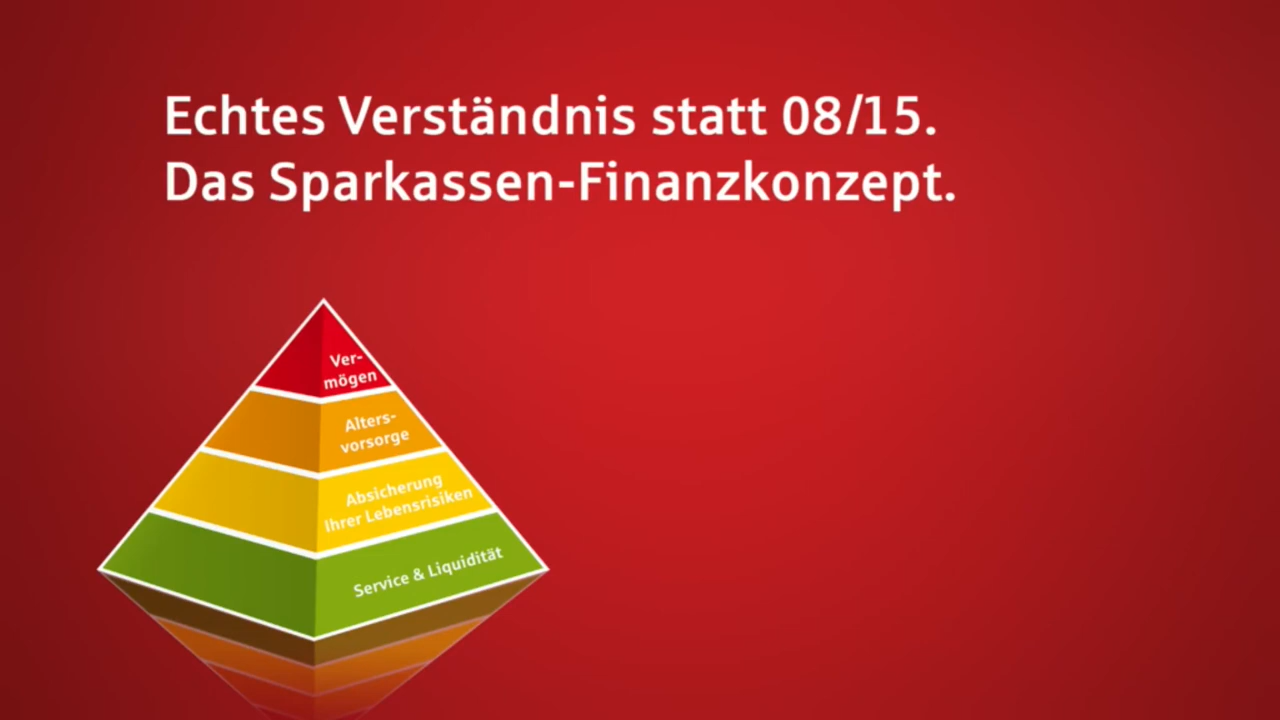 Echtes Verständnis statt 08/15.
Das Sparkassen-Finanzkonzept.
Ver-
mögen
Alters-
vorsorge
Absicherung
Ihrer Lebensrisiken
Service & Liquidität